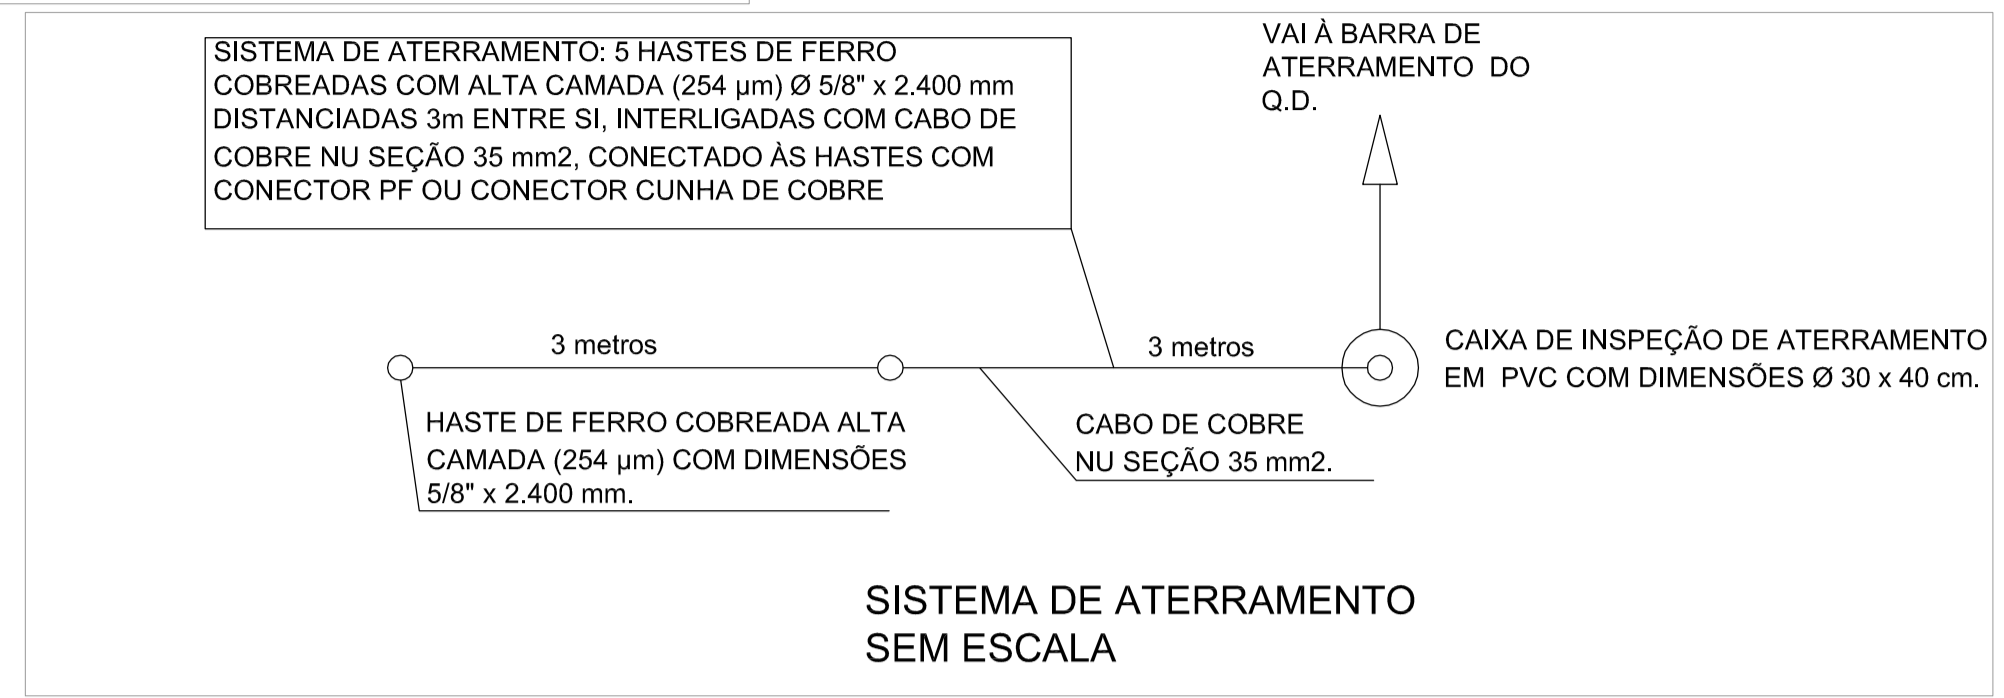 SISTEMA DE ATERRAMENTO: 5 HASTES DE FERRO
COBREADAS COM ALTA CAMADA (254 µm) Ø 5/8" x 2.400 mm
DISTANCIADAS 3m ENTRE SI, INTERLIGADAS COM CABO DE
COBRE NU SEÇÃO 35 mm2, CONECTADO ÀS HASTES COM
CONECTOR PF OU CONECTOR CUNHA DE COBRE
VAI À BARRA DE
ATERRAMENTO DO
Q.D.
3 metros
3 metros
CAIXA DE INSPEÇÃO DE ATERRAMENTO
EM PVC COM DIMENSÕES Ø 30 x 40 cm.
HASTE DE FERRO COBREADA ALTA
CAMADA (254 µm) COM DIMENSÕES
5/8" x 2.400 mm.
CABO DE COBRE
NU SEÇÃO 35 mm2.
SISTEMA DE ATERRAMENTO
SEM ESCALA